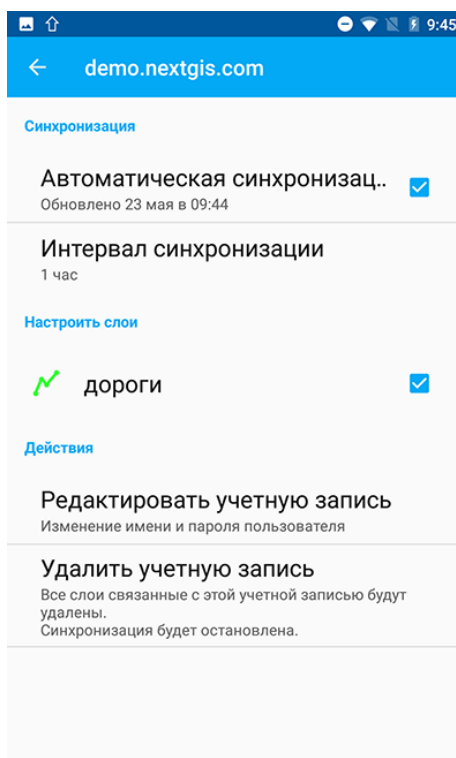 9:45
demo.nextgis.com
Синхронизация
Автоматическая синхронизац..
Обновлено 23 мая в 09:44
Интервал синхронизации
1 час
Настроить слои
дороги
Действия
Редактировать учетную запись
Изменение имени и пароля пользователя
Удалить учетную запись
Все слои связанные с этой учетной записью будут
удалены.
Синхронизация будет остановлена.